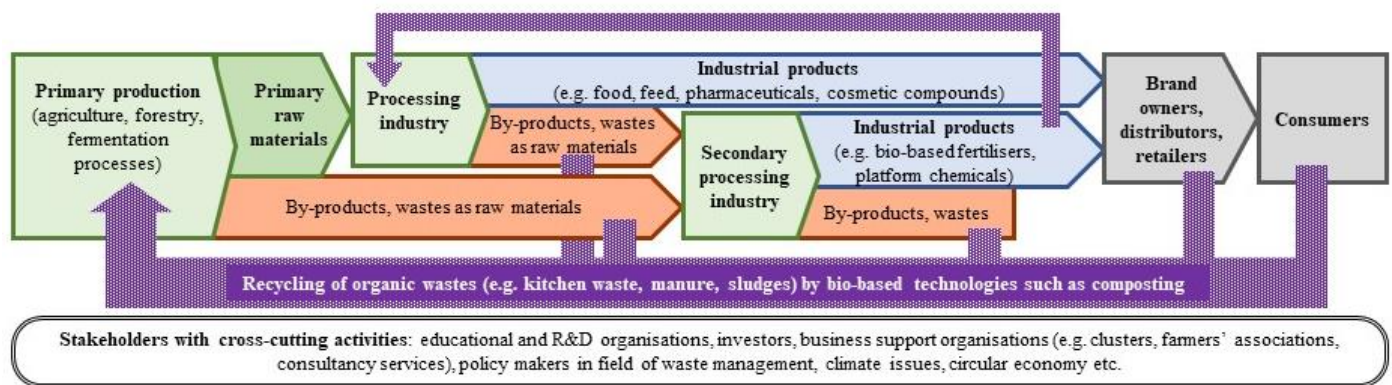 Primary production
(agriculture, forestry,
fermentation
processes)
Primary
raw
materials
Processing
industry
Industrial products
(e.g. food, feed, pharmaceuticals, cosmetic compounds)
By-products, wastes
as raw materials
By-products, wastes as raw materials
Secondary
processing
industry
Industrial products
(e.g. bio-based fertilisers,
platform chemicals)
By-products, wastes
Brand
owners,
distributors,
retailers
Consumers
Recycling of organic wastes (e.g. kitchen waste, manure, sludges) by bio-based technologies such as composting
Stakeholders with cross-cutting activities: educational and R&D organisations, investors, business support organisations (e.g. clusters, farmers’ associations,
consultancy services), policy makers in field of waste management, climate issues, circular economy etc.